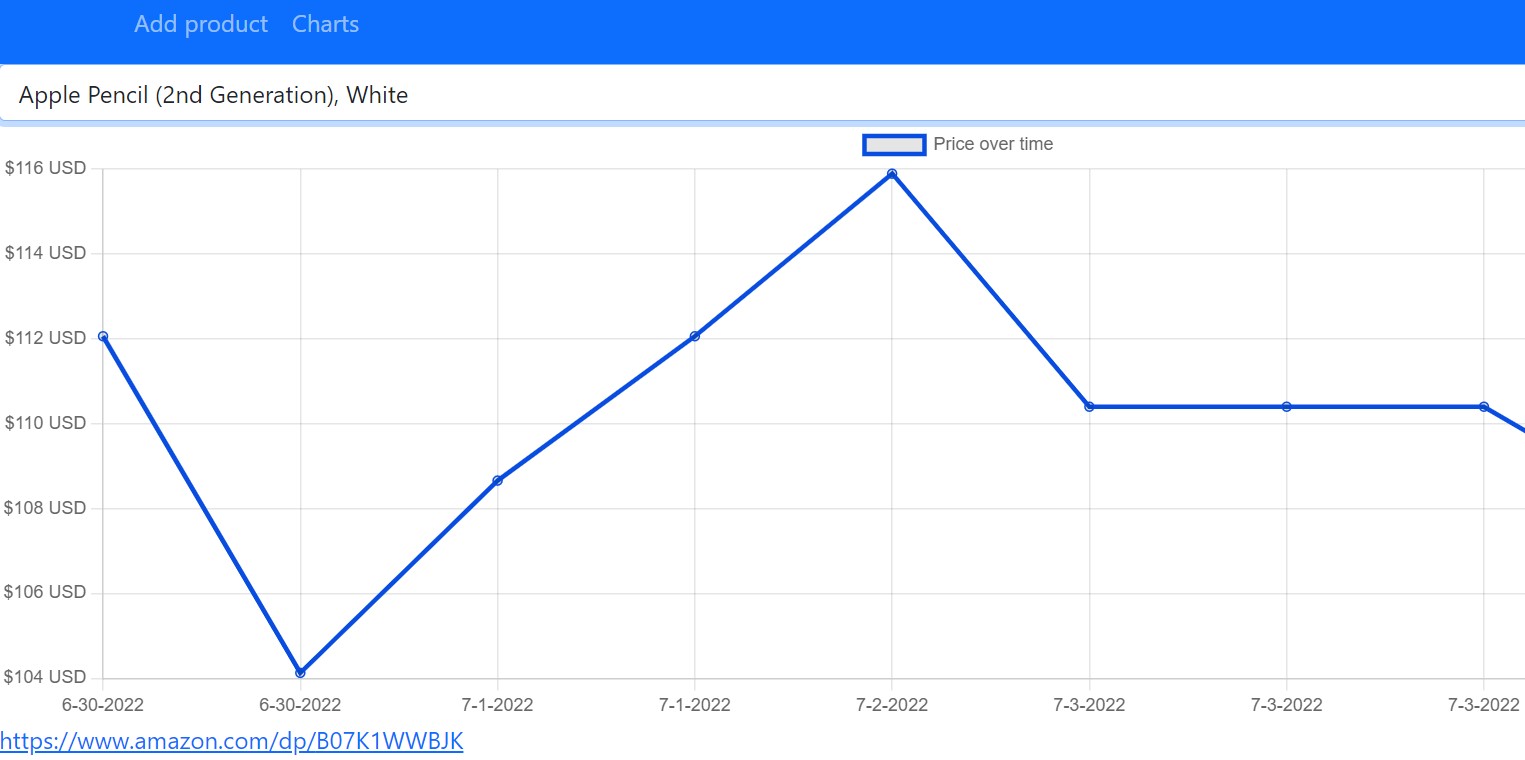 Add product Charts
Apple Pencil (2nd Generation), White
Price over time
$116 USD
$114 USD
$112 USD
$110 USD
$108 USD
$106 USD
$104 USD
6-30-2022 6-30-2022 7-1-2022 7-1-2022 7-2-2022 7-3-2022 7-3-2022 7-3-2022
https://www.amazon.com/dp/B07K1WWBJK